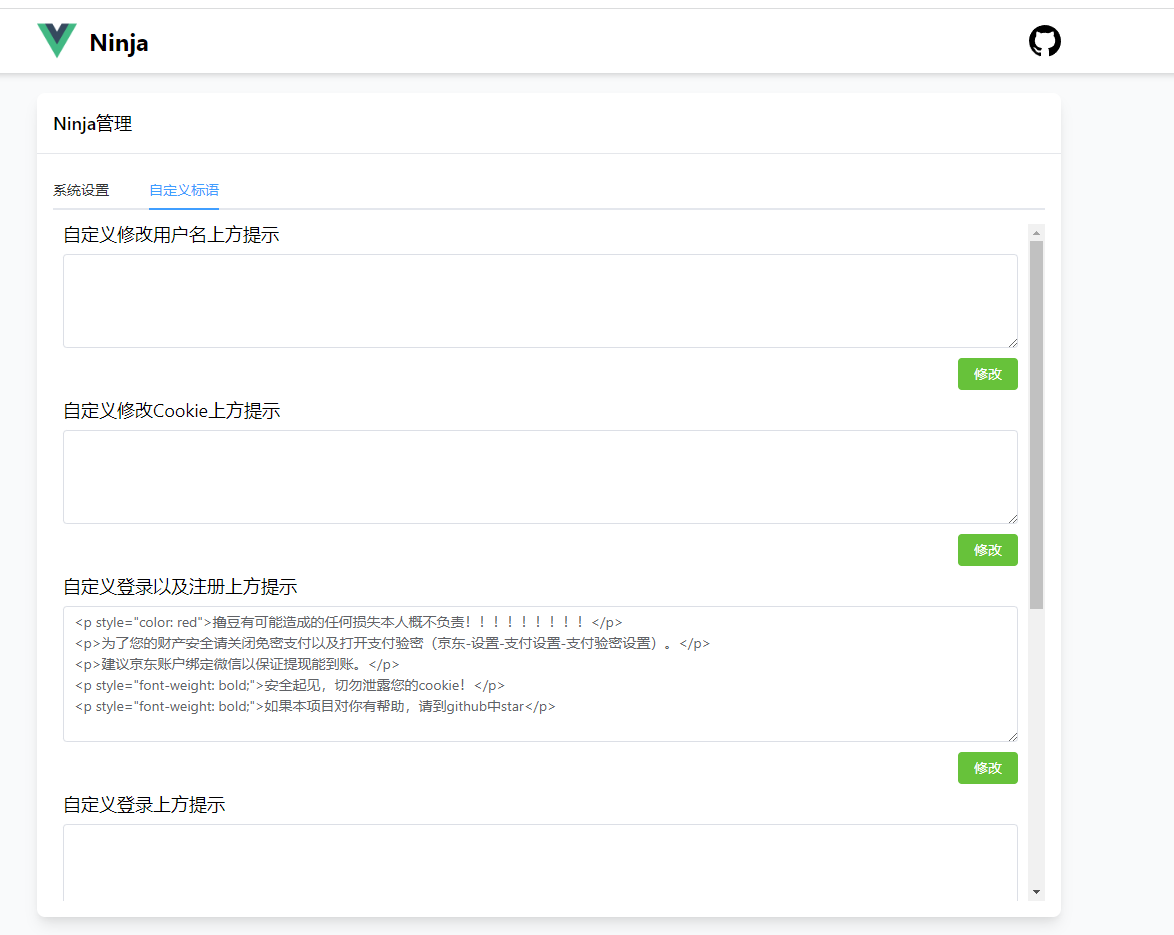 Ninja
Ninja管理
系统设置 自定义标语
自定义修改用户名上方提示
修改
自定义修改Cookie上方提示
修改
自定义登录以及注册上方提示
<p style="color: red">撸豆有可能造成的任何损失本人概不负责！！！！！！！！！</p>
<p>为了您的财产安全请关闭免密支付以及打开支付验密（京东-设置-支付设置-支付验密设置）。</p>
<p>建议京东账户绑定微信以保证提现能到账。</p>
<p style="font-weight: bold;">安全起见，切勿泄露您的cookie！</p>
<p style="font-weight: bold;">如果本项目对你有帮助，请到github中star</p>
修改
自定义登录上方提示